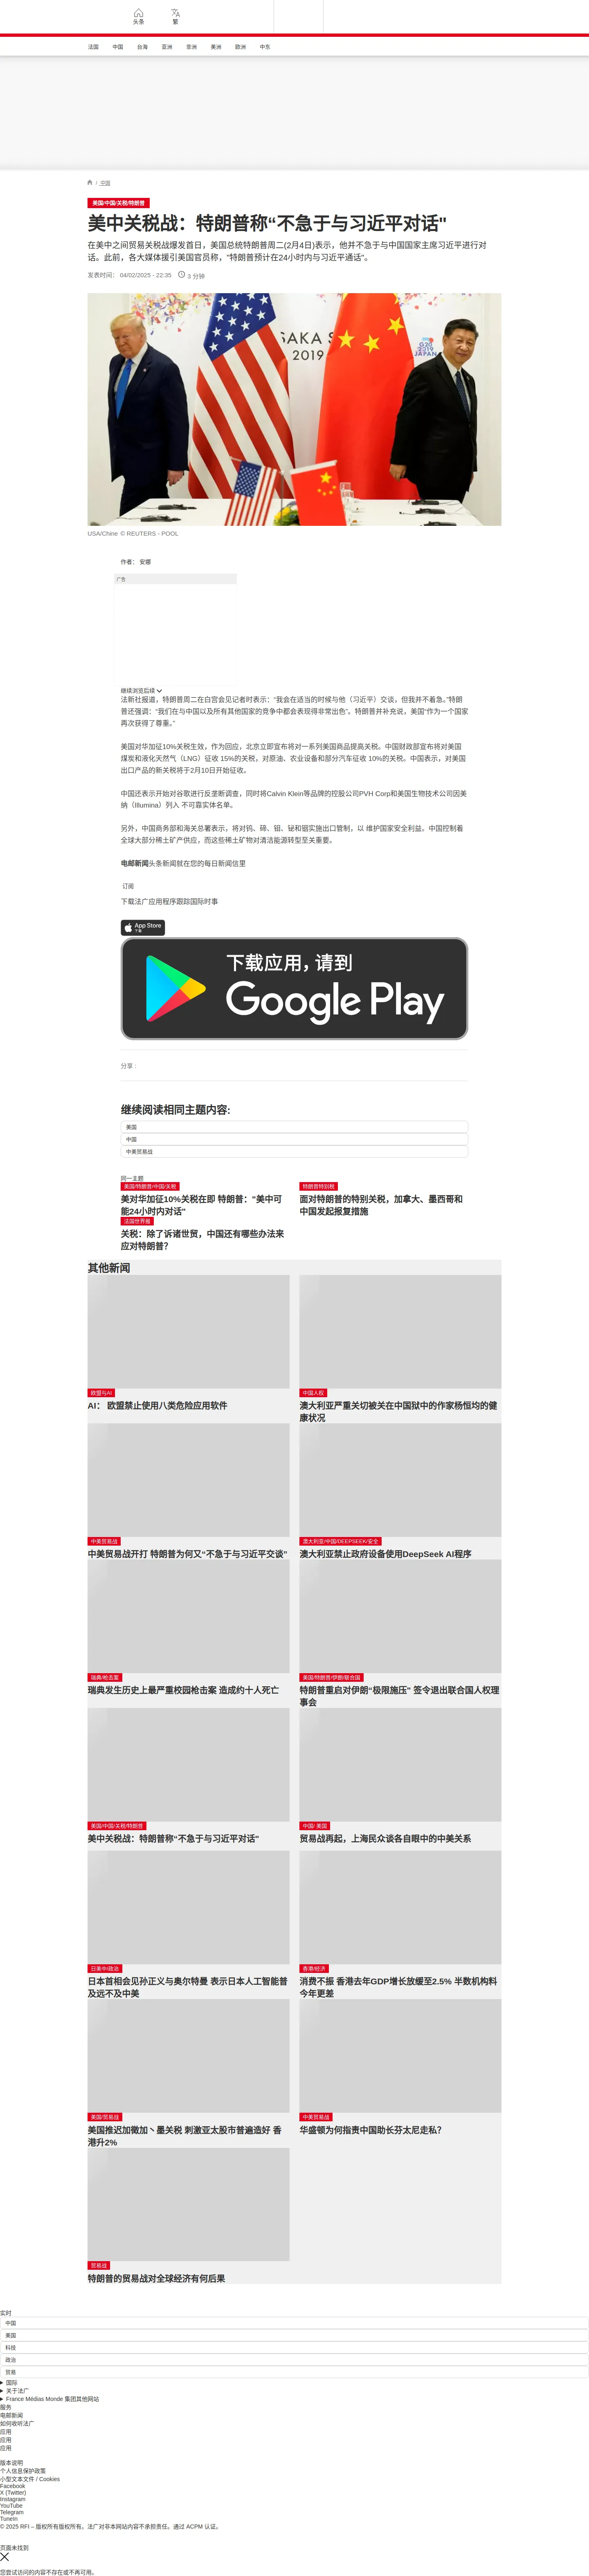 头条
繁
法国 中国 台海 亚洲 非洲 美洲 欧洲 中东
/ 中国
美国/中国/关税/特朗普
美中关税战：特朗普称“不急于与习近平对话"
在美中之间贸易关税战爆发首日，美国总统特朗普周二(2月4日)表示，他并不急于与中国国家主席习近平进行对
话。此前，各大媒体援引美国官员称，“特朗普预计在24小时内与习近平通话”。
发表时间： 04/02/2025 - 22:35 3 分钟
SAKA SUMMIT
2019
G20
2019
JAPAN
USA/Chine © REUTERS - POOL
作者： 安娜
广告
继续浏览后续
法新社报道，特朗普周二在白宫会见记者时表示：“我会在适当的时候与他（习近平）交谈，但我并不着急。”特朗
普还强调：“我们在与中国以及所有其他国家的竞争中都会表现得非常出色”。特朗普并补充说，美国“作为一个国家
再次获得了尊重。”
美国对华加征10%关税生效，作为回应，北京立即宣布将对一系列美国商品提高关税。中国财政部宣布将对美国
煤炭和液化天然气（LNG）征收 15%的关税，对原油、农业设备和部分汽车征收 10%的关税。中国表示，对美国
出口产品的新关税将于2月10日开始征收。
中国还表示开始对谷歌进行反垄断调查，同时将Calvin Klein等品牌的控股公司PVH Corp和美国生物技术公司因美
纳（Illumina）列入 不可靠实体名单。
另外，中国商务部和海关总署表示，将对钨、碲、钼、铋和铟实施出口管制，以 维护国家安全利益。中国控制着
全球大部分稀土矿产供应，而这些稀土矿物对清洁能源转型至关重要。
电邮新闻头条新闻就在您的每日新闻信里
订阅
下载法广应用程序跟踪国际时事
App Store
下载
下载应用，请到
Google Play
分享 :
继续阅读相同主题内容:
美国
中国
中美贸易战
同一主题
美国/特朗普/中国/关税
美对华加征10%关税在即 特朗普："美中可
能24小时内对话"
特朗普特别税
面对特朗普的特别关税，加拿大、墨西哥和
中国发起报复措施
法国世界报
关税：除了诉诸世贸，中国还有哪些办法来
应对特朗普？
其他新闻
欧盟与AI
AI： 欧盟禁止使用八类危险应用软件
中国人权
澳大利亚严重关切被关在中国狱中的作家杨恒均的健
康状况
中美贸易战
中美贸易战开打 特朗普为何又“不急于与习近平交谈"
澳大利亚/中国/DEEPSEEK/安全
澳大利亚禁止政府设备使用DeepSeek AI程序
瑞典/枪击案
瑞典发生历史上最严重校园枪击案 造成约十人死亡
美国/特朗普/伊朗/联合国
特朗普重启对伊朗"极限施压" 签令退出联合国人权理
事会
美国/中国/关税/特朗普
美中关税战：特朗普称“不急于与习近平对话"
中国/ 美国
贸易战再起，上海民众谈各自眼中的中美关系
日美中/政治
日本首相会见孙正义与奥尔特曼 表示日本人工智能普
及远不及中美
香港/经济
消费不振 香港去年GDP增长放缓至2.5% 半数机构料
今年更差
美国/贸易战
美国推迟加徵加丶墨关税 刺激亚太股市普遍造好 香
港升2%
中美贸易战
华盛顿为何指责中国助长芬太尼走私?
贸易战
特朗普的贸易战对全球经济有何后果
实时
中国
美国
科技
政治
贸易
国际
关于法广
France Médias Monde 集团其他网站
服务
电邮新闻
如何收听法广
应用
应用
应用
版本说明
个人信息保护政策
小型文本文件 / Cookies
Facebook
X (Twitter)
Instagram
YouTube
Telegram
TuneIn
© 2025 RFI – 版权所有版权所有。法广对非本网站内容不承担责任。通过 ACPM 认证。
页面未找到
您尝试访问的内容不存在或不再可用。